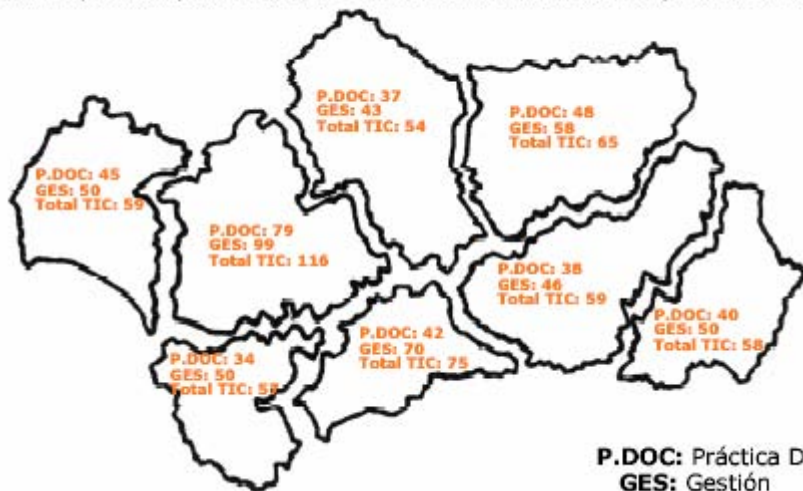 P.DOC: 37
GES: 43
Total TIC: 54
P.DOC: 48
GES: 58
Total TIC: 65
P.DOC: 45
GES: 50
Total TIC: 59
P.DOC: 79
GES: 99
Total TIC: 116
P.DOC: 38
GES: 46
Total TIC: 59
P.DOC: 40
GES: 50
Total TIC: 58
P.DOC: 42
GES: 70
Total TIC: 75
P.DOC: 34
GES: 50
Total TIC:
P.DOC: Práctica D
GES: Gestión